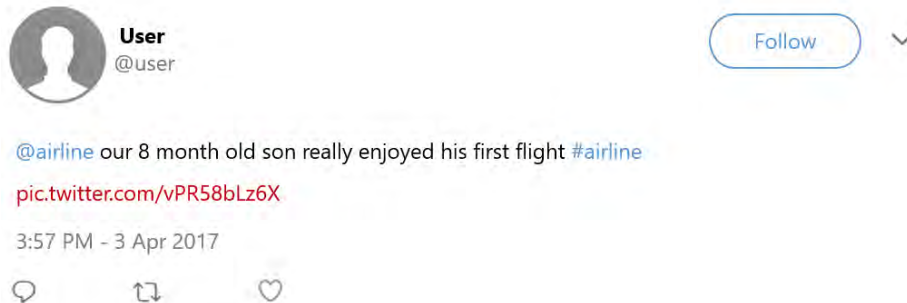 User
@user
Follow
@airline our 8 month old son really enjoyed his first flight #airline
pic.twitter.com/vPR58bLz6X
3:57 PM - 3 Apr 2017